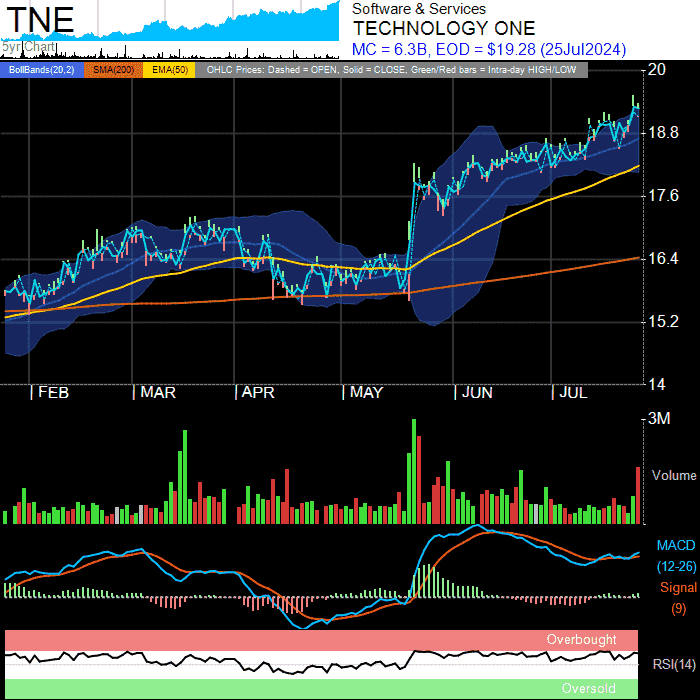 TNE
Software & Services
TECHNOLOGY ONE
MC = 6.3B, EOD = $19.28 (25Jul2024)
5yr Chart
BollBands(20,2) SMA(200) EMA(50) OHLC Prices: Dashed = OPEN, Solid = CLOSE, Green/Red bars = Intra-day HIGH/LOW
20
18.8
17.6
16.4
15.2
14
FEB MAR APR MAY JUN JUL
3M
Volume
MACD
(12-26)
Signal
(9)
Overbought
RSI(14)
Oversold